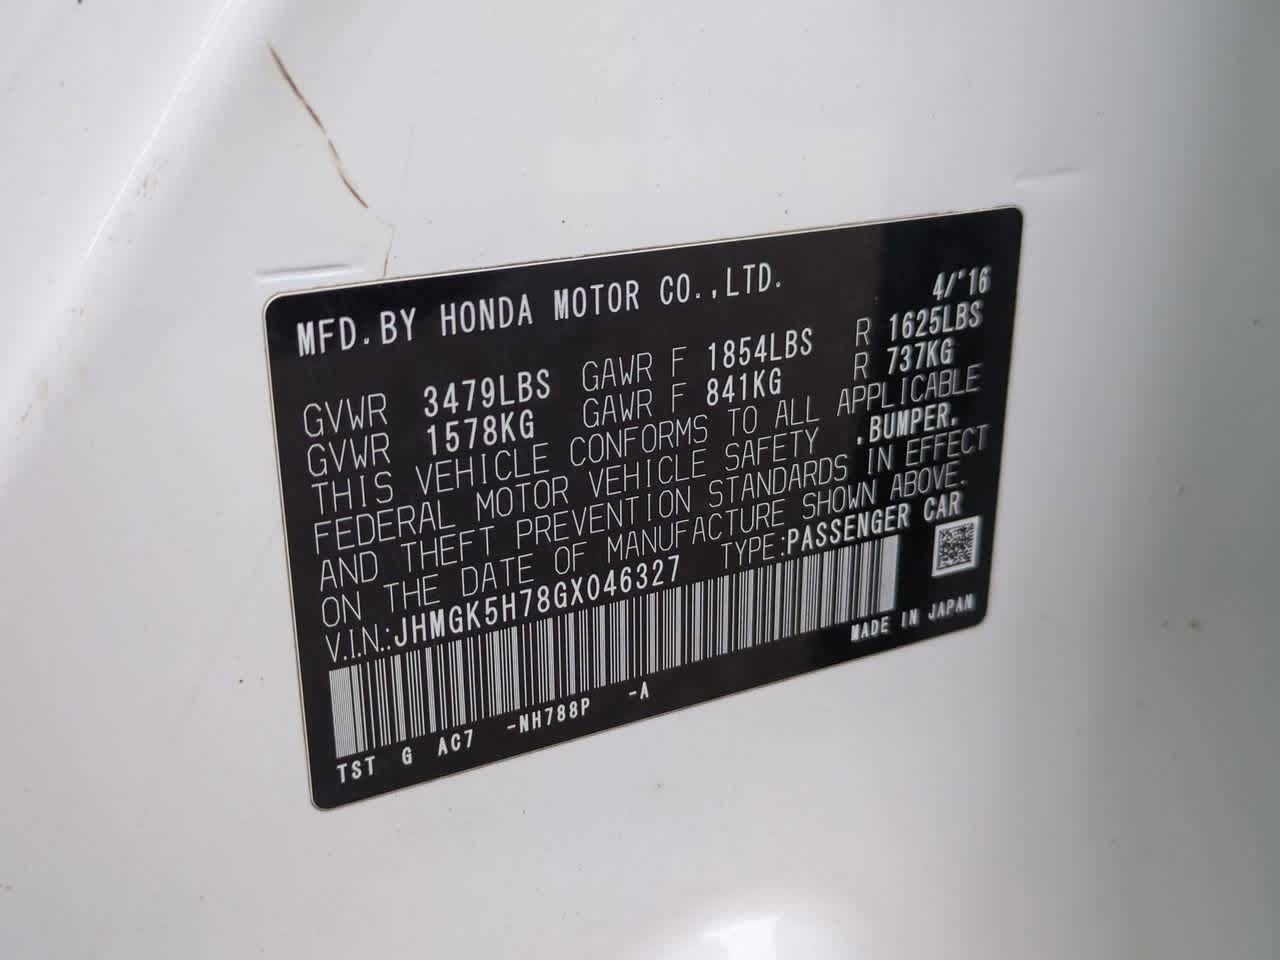 MFD.BY HONDA MOTOR CO.,LTD. 4/'16
GVWR 3479LBS GAWR F 1854LBS R 1625LBS
GVWR 1578KG GAWR F 841KG R 737KG
THIS VEHICLE CONFORMS TO ALL APPLICABLE
FEDERAL MOTOR VEHICLE SAFETY ,BUMPER,
AND THEFT PREVENTION STANDARDS IN EFFECT
ON THE DATE OF MANUFACTURE SHOWN ABOVE.
V.I.N.:JHMGK5H78GX046327 TYPE:PASSENGER CAR
MADE IN JAPAN
TST G AC7 -NH788P -A